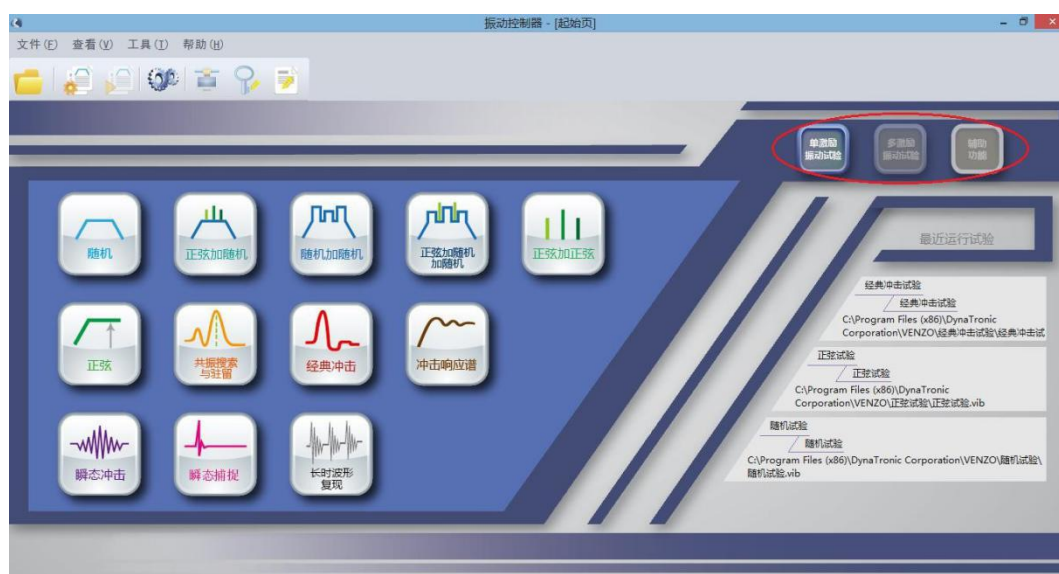 振动控制器 - [起始页]
文件(F) 查看(V) 工具(T) 帮助(H)
单激励
振动试验
多激励
振动试验
辅助
功能
随机
正弦加随机
随机加随机
正弦加随机
加随机
正弦加正弦
正弦
共振搜索
与驻留
经典冲击
冲击响应谱
瞬态冲击
瞬态捕捉
长时波形
复现
最近运行试验
经典冲击试验
经典冲击试验
C:\Program Files (x86)\DynaTronic
Corporation\VENZO\经典冲击试验\经典冲击试
正弦试验
正弦试验
C:\Program Files (x86)\DynaTronic
Corporation\VENZO\正弦试验\正弦试验.vib
随机试验
随机试验
C:\Program Files (x86)\DynaTronic Corporation\VENZO\随机试验\
随机试验.vib